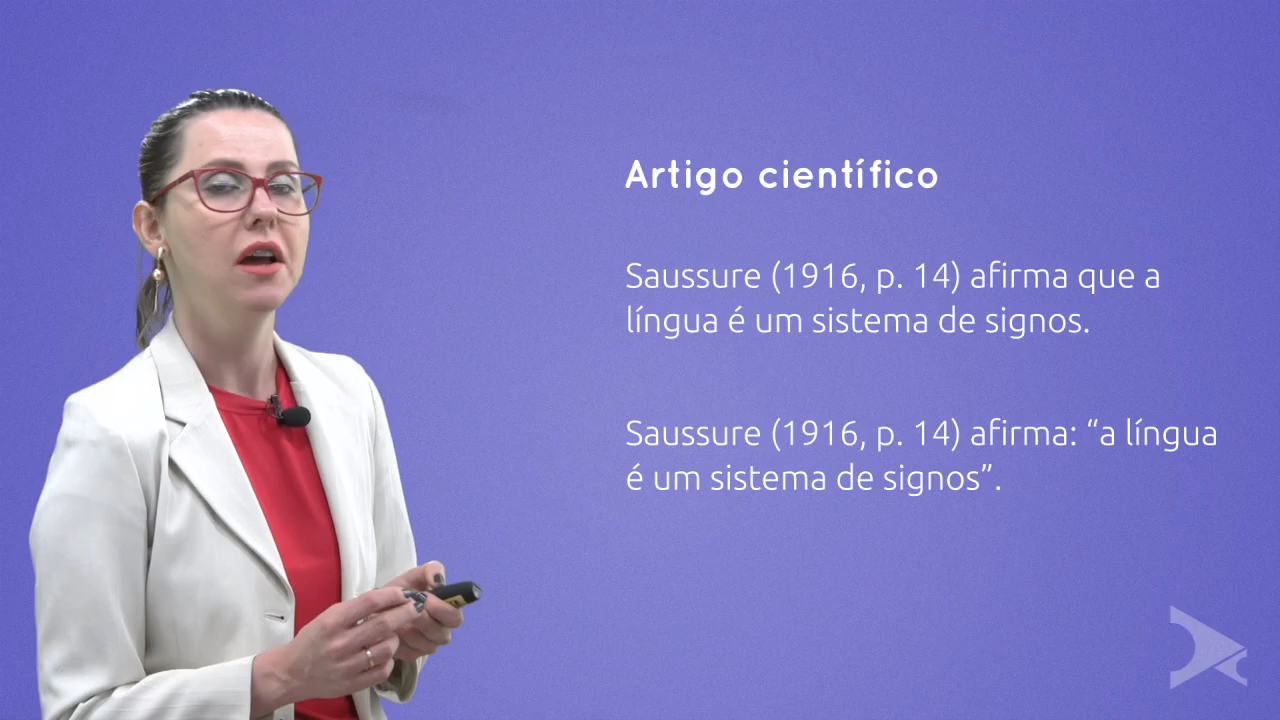 Artigo científico
Saussure (1916, p. 14) afirma que a
língua é um sistema de signos.
Saussure (1916, p. 14) afirma: “a língua
é um sistema de signos”.